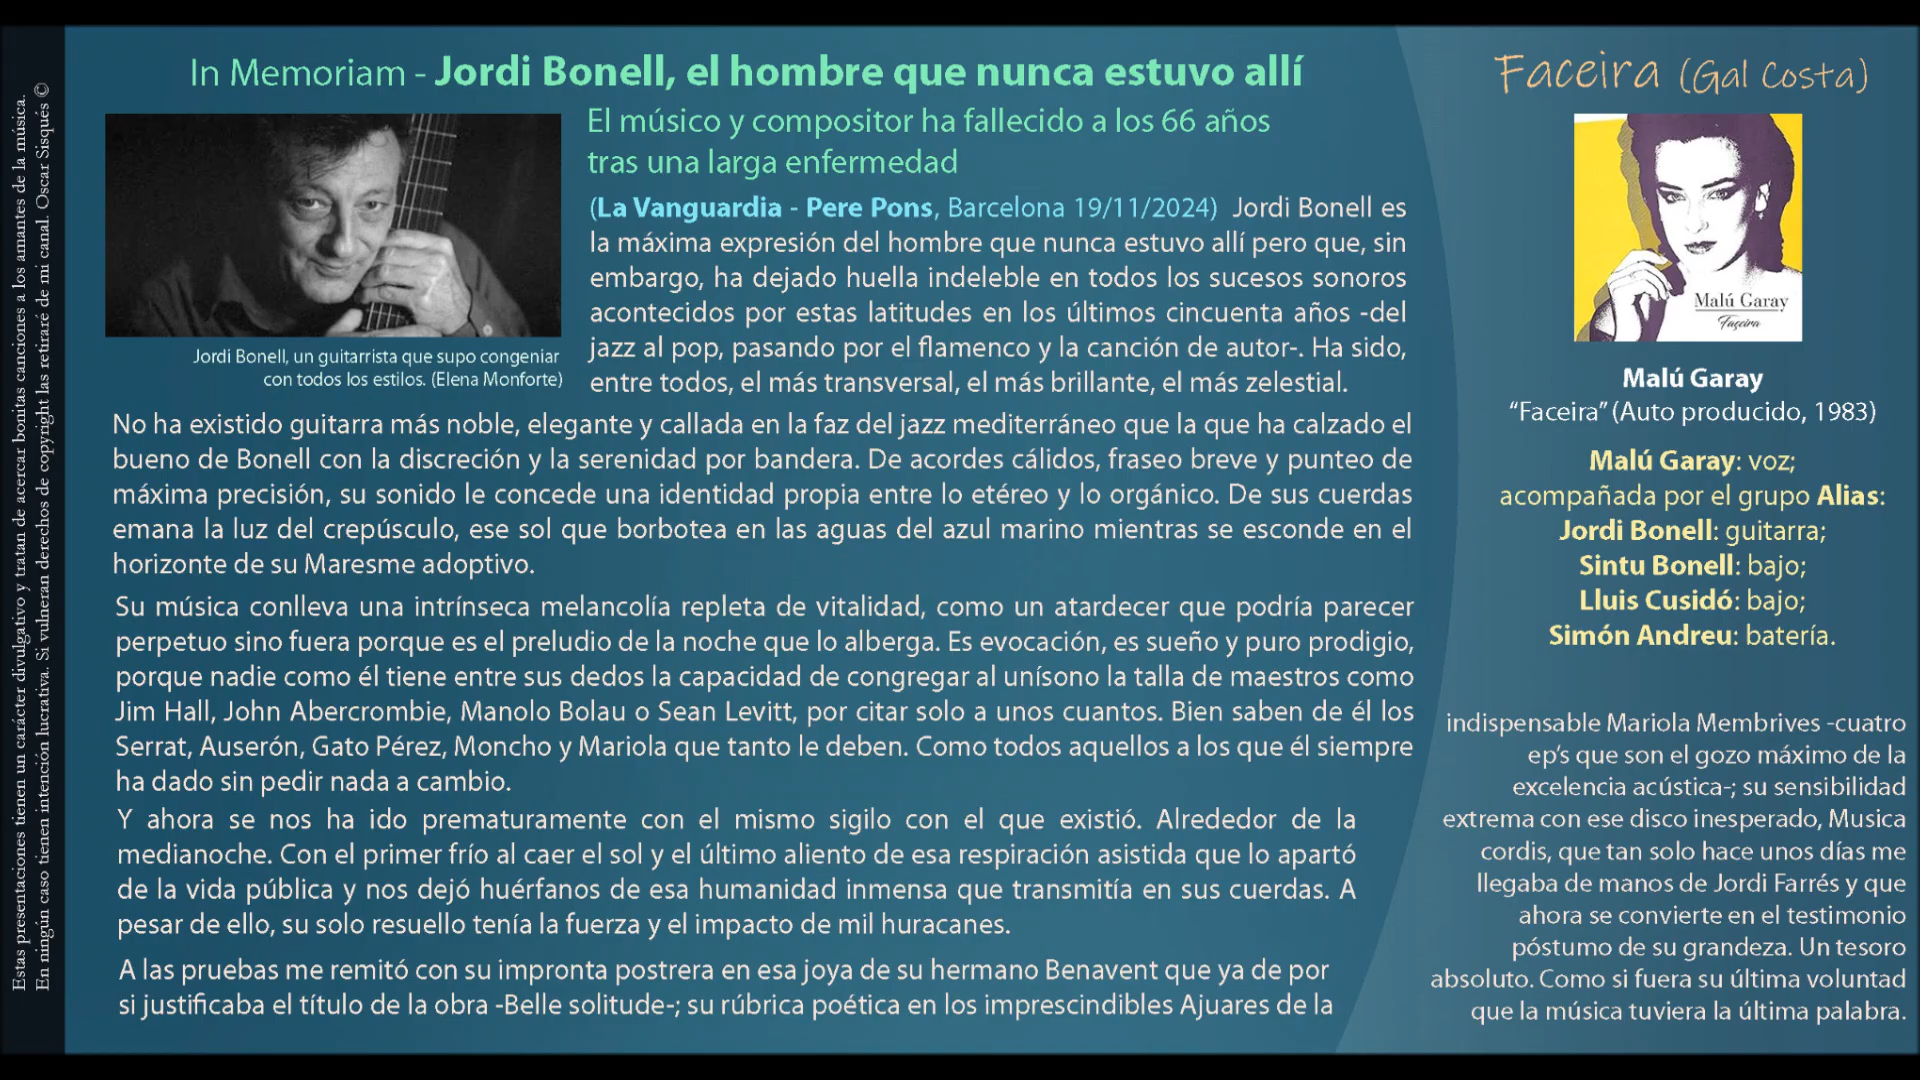 Estas presentaciones tienen un carácter divulgativo y tratan de acercar bonitas canciones a los amantes de la música.
En ningún caso tienen intención lucrativa. Si vulneran derechos de copyright las retiraré de mi canal. Oscar Sisqués ©
In Memoriam - Jordi Bonell, el hombre que nunca estuvo allí
El músico y compositor ha fallecido a los 66 años
tras una larga enfermedad
Jordi Bonell, un guitarrista que supo congeniar
con todos los estilos. (Elena Monforte)
(La Vanguardia - Pere Pons, Barcelona 19/11/2024) Jordi Bonell es
la máxima expresión del hombre que nunca estuvo allí pero que, sin
embargo, ha dejado huella indeleble en todos los sucesos sonoros
acontecidos por estas latitudes en los últimos cincuenta años -del
jazz al pop, pasando por el flamenco y la canción de autor-. Ha sido,
entre todos, el más transversal, el más brillante, el más zelestial.
No ha existido guitarra más noble, elegante y callada en la faz del jazz mediterráneo que la que ha calzado el
bueno de Bonell con la discreción y la serenidad por bandera. De acordes cálidos, fraseo breve y punteo de
máxima precisión, su sonido le concede una identidad propia entre lo etéreo y lo orgánico. De sus cuerdas
emana la luz del crepúsculo, ese sol que borbotea en las aguas del azul marino mientras se esconde en el
horizonte de su Maresme adoptivo.
Su música conlleva una intrínseca melancolía repleta de vitalidad, como un atardecer que podría parecer
perpetuo sino fuera porque es el preludio de la noche que lo alberga. Es evocación, es sueño y puro prodigio,
porque nadie como él tiene entre sus dedos la capacidad de congregar al unísono la talla de maestros como
Jim Hall, John Abercrombie, Manolo Bolau o Sean Levitt, por citar solo a unos cuantos. Bien saben de él los
Serrat, Auserón, Gato Pérez, Moncho y Mariola que tanto le deben. Como todos aquellos a los que él siempre
ha dado sin pedir nada a cambio.
Y ahora se nos ha ido prematuramente con el mismo sigilo con el que existió. Alrededor de la
medianoche. Con el primer frío al caer el sol y el último aliento de esa respiración asistida que lo apartó
de la vida pública y nos dejó huérfanos de esa humanidad inmensa que transmitía en sus cuerdas. A
pesar de ello, su solo resuello tenía la fuerza y el impacto de mil huracanes.
A las pruebas me remitó con su impronta postrera en esa joya de su hermano Benavent que ya de por
si justificaba el título de la obra -Belle solitude-; su rúbrica poética en los imprescindibles Ajuares de la
Faceira (Gal Costa)
Malú Garay
Faceira
Malú Garay
“Faceira” (Auto producido, 1983)
Malú Garay: voz;
acompañada por el grupo Alias:
Jordi Bonell: guitarra;
Sintu Bonell: bajo;
Lluis Cusidó: bajo;
Simón Andreu: batería.
indispensable Mariola Membrives -cuatro
ep’s que son el gozo máximo de la
excelencia acústica-; su sensibilidad
extrema con ese disco inesperado, Musica
cordis, que tan solo hace unos días me
llegaba de manos de Jordi Farrés y que
ahora se convierte en el testimonio
póstumo de su grandeza. Un tesoro
absoluto. Como si fuera su última voluntad
que la música tuviera la última palabra.